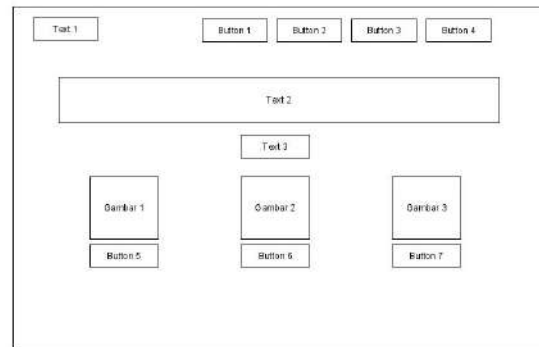 Text 1
Button 1 Button 2 Button 3 Button 4
Text 2
Text 3
Gambar 1 Gambar 2 Gambar 3
Button 5 Button 6 Button 7